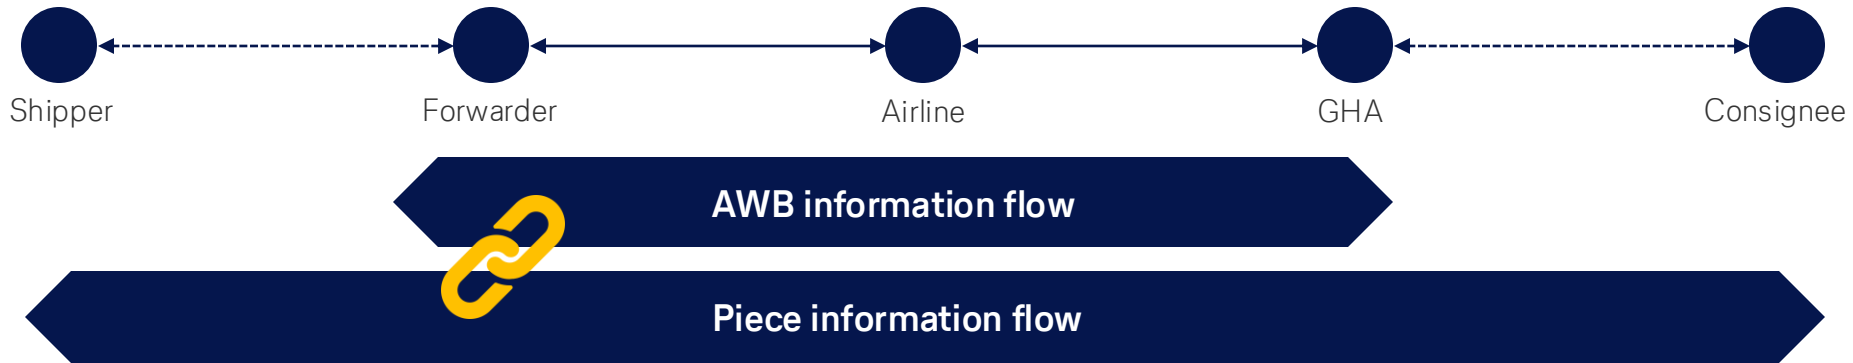 Shipper
Forwarder
Airline
GHA
Consignee
AWB information flow
Piece information flow